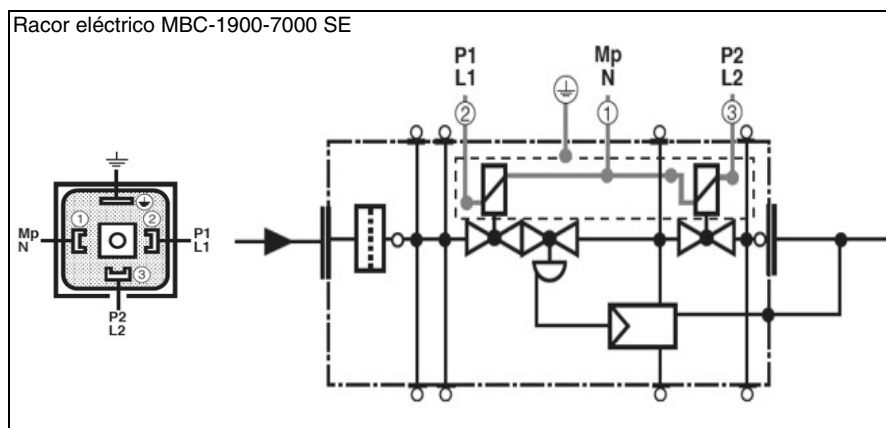 Racor eléctrico MBC-1900-7000 SE
P1
L1
Mp
N
P2
L2
2
1
3
1
2
Mp
N
P1
L1
3
P2
L2